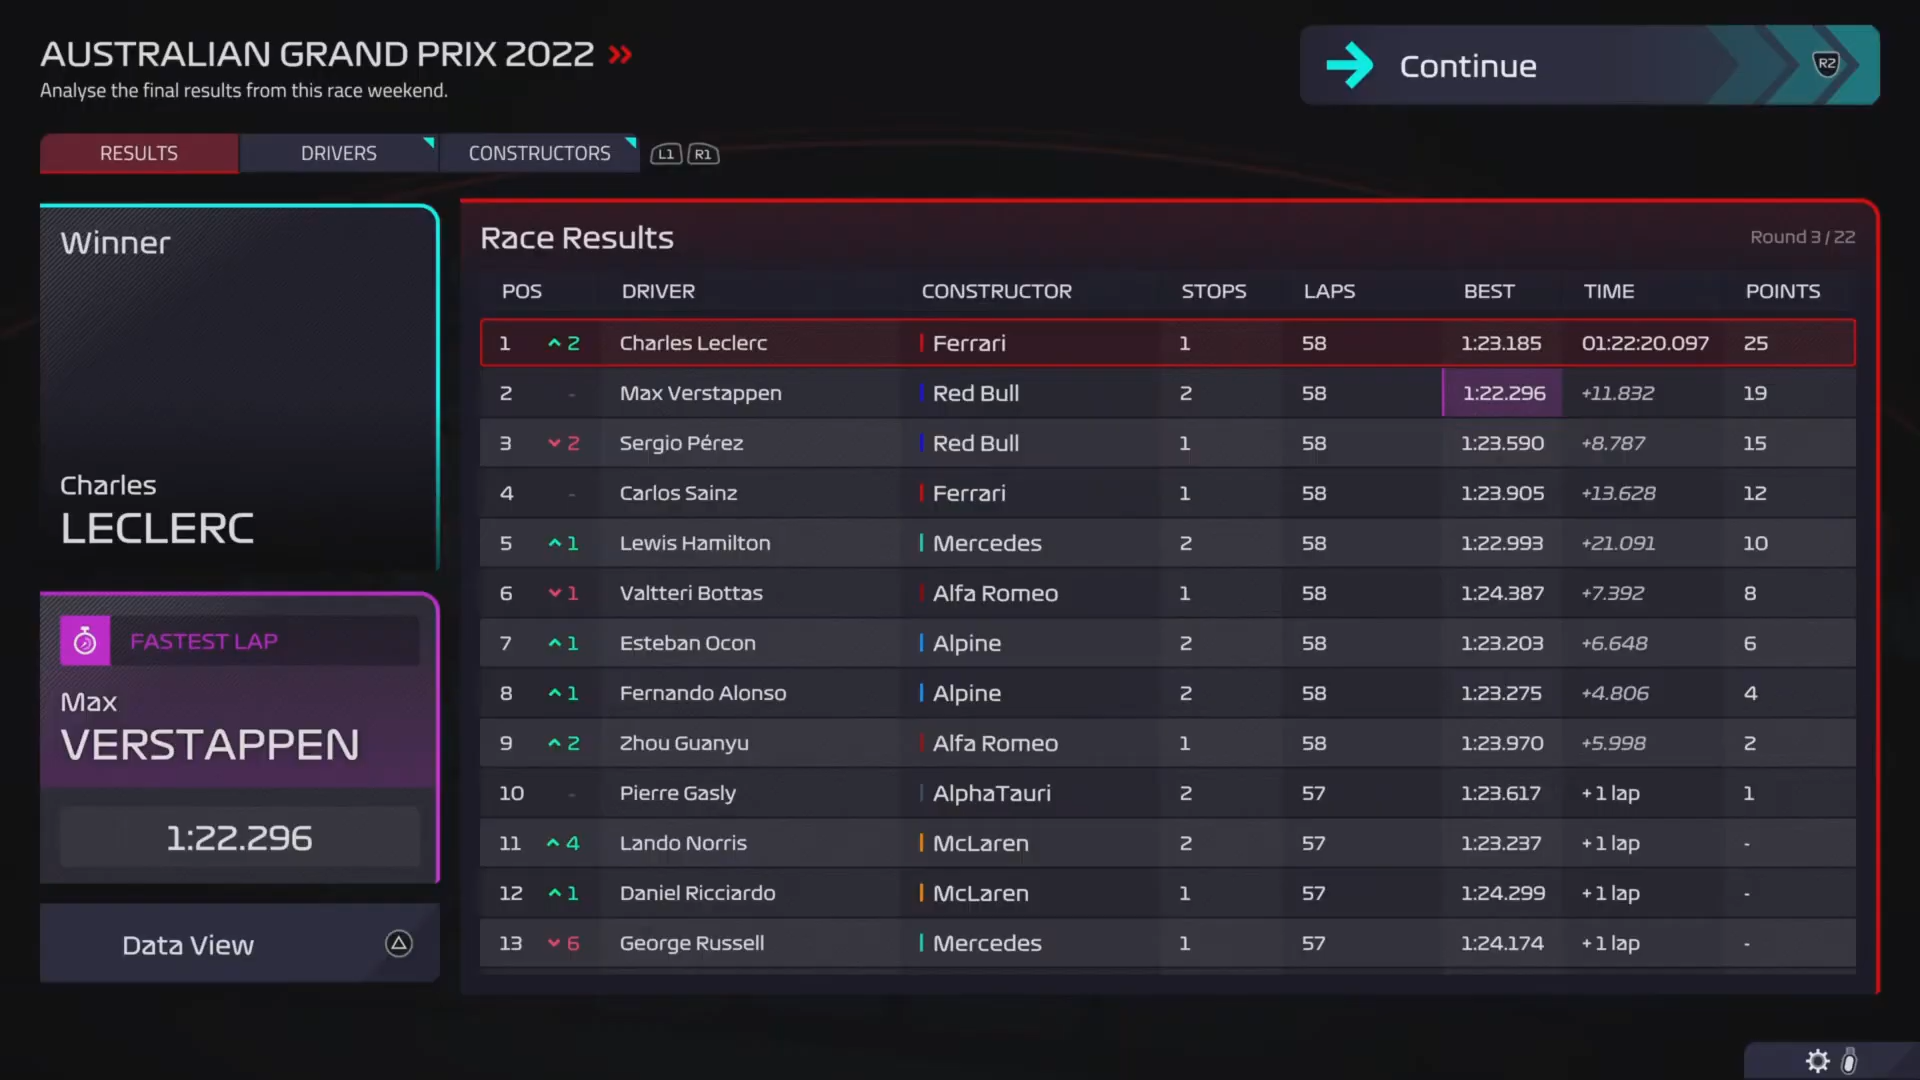 AUSTRALIAN GRAND PRIX 2022
Analyse the final results from this race weekend.
Continue R2
RESULTS DRIVERS CONSTRUCTORS L1 R1
Winner
Charles
LECLERC
FASTEST LAP
Max
VERSTAPPEN
1:22.296
Data View
Race Results Round 3 / 22
POS DRIVER CONSTRUCTOR STOPS LAPS BEST TIME POINTS
1 2 Charles Leclerc Ferrari 1 58 1:23.185 01:22:20.097 25
2 - Max Verstappen Red Bull 2 58 1:22.296 +11.832 19
3 2 Sergio Pérez Red Bull 1 58 1:23.590 +8.787 15
4 - Carlos Sainz Ferrari 1 58 1:23.905 +13.628 12
5 1 Lewis Hamilton Mercedes 2 58 1:22.993 +21.091 10
6 1 Valtteri Bottas Alfa Romeo 1 58 1:24.387 +7.392 8
7 1 Esteban Ocon Alpine 2 58 1:23.203 +6.648 6
8 1 Fernando Alonso Alpine 2 58 1:23.275 +4.806 4
9 2 Zhou Guanyu Alfa Romeo 1 58 1:23.970 +5.998 2
10 - Pierre Gasly AlphaTauri 2 57 1:23.617 + 1 lap 1
11 4 Lando Norris McLaren 2 57 1:23.237 + 1 lap -
12 1 Daniel Ricciardo McLaren 1 57 1:24.299 + 1 lap -
13 6 George Russell Mercedes 1 57 1:24.174 + 1 lap -